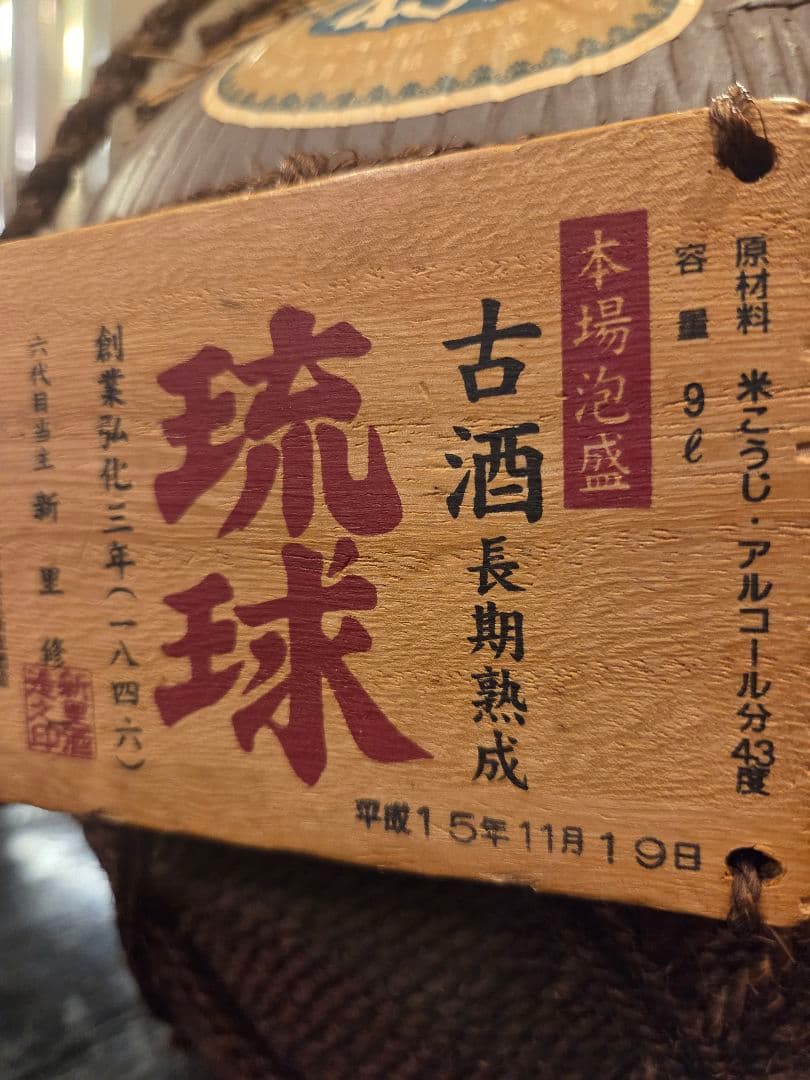 43
原材料 米こうじ・アルコール分43度
容量 9ℓ
本場泡盛
古酒長期熟成
琉球
創業弘化三年(一八四六)
六代目当主 新里修
平成15年11月19日